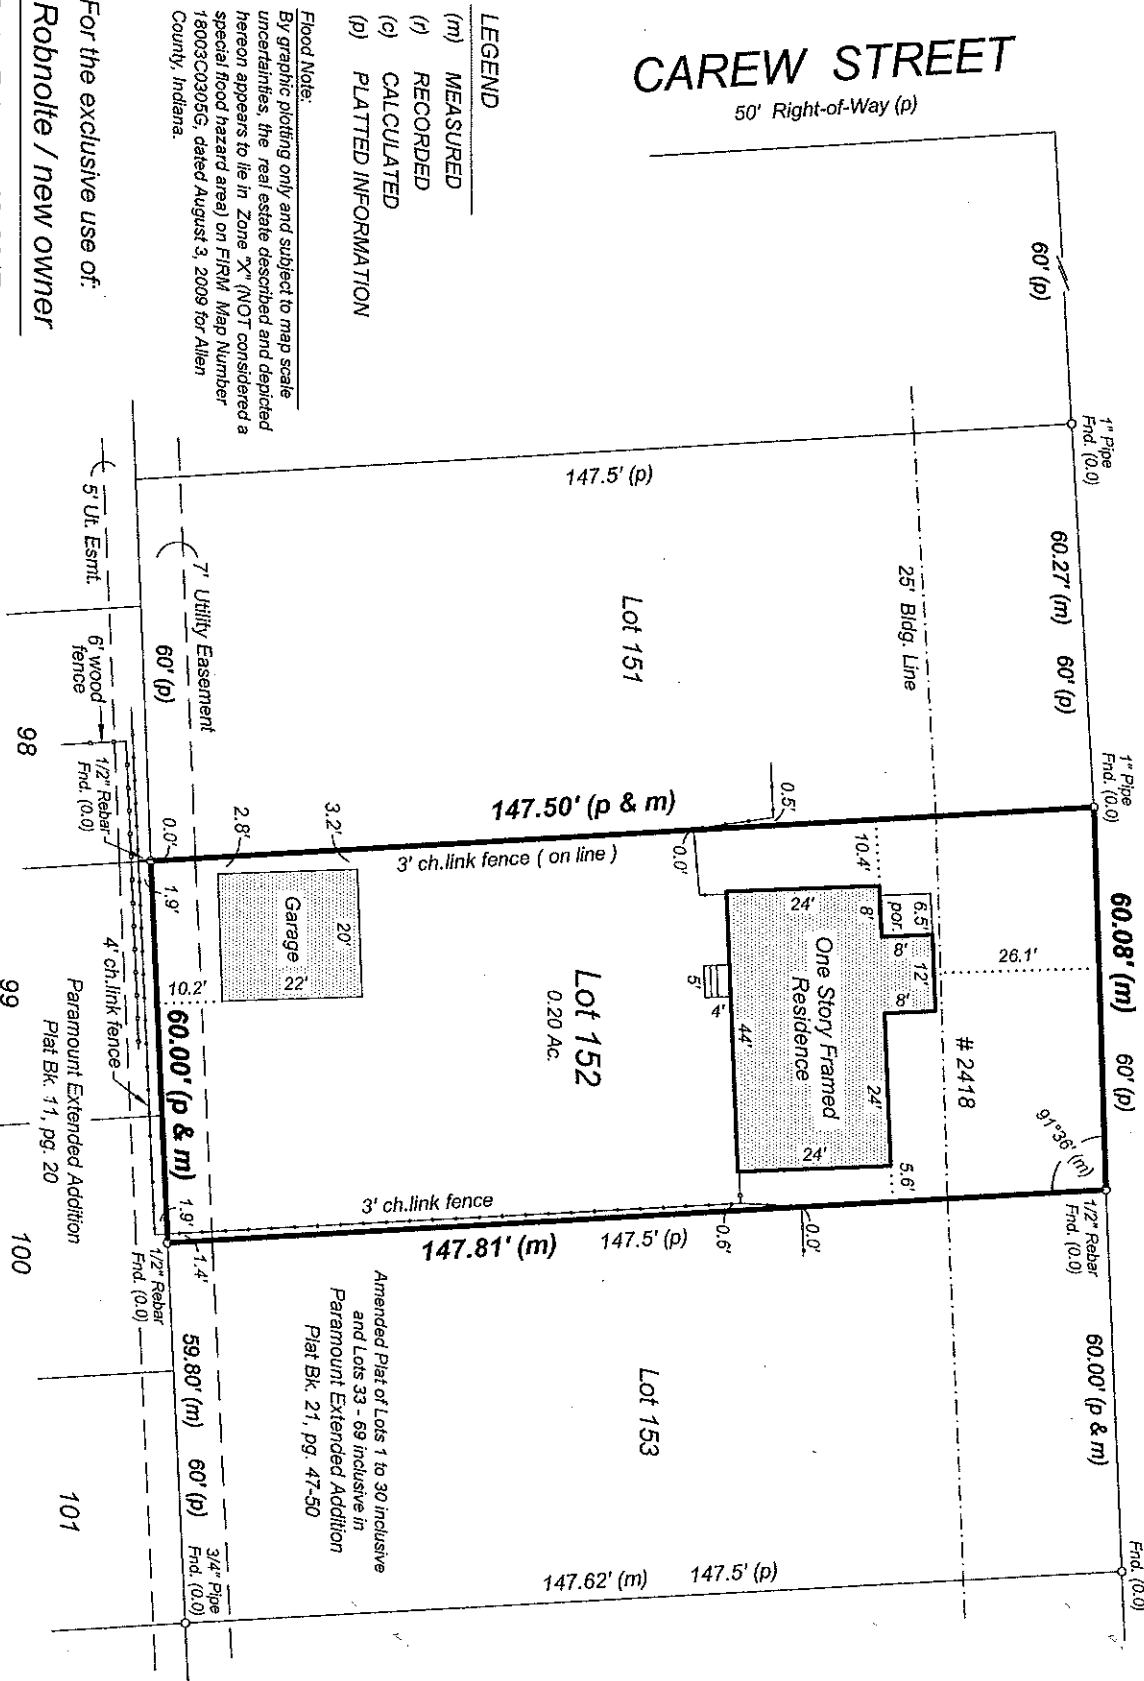 CAREW STREET
50' Right-of-Way (p)
LEGEND
(m) MEASURED
(r) RECORDED
(c) CALCULATED
(p) PLATTED INFORMATION
Flood Note:
By graphic plotting only and subject to map scale
uncertainties, the real estate described and depicted
hereon appears to lie in Zone "X" (NOT considered a
special flood hazard area) on FIRM Map Number
18003C0305G, dated August 3, 2009 for Allen
County, Indiana.
For the exclusive use of:
Robnolte / new owner
60' (p)
1" Pipe
Fnd. (0.0)
60.27' (m) 60' (p)
1" Pipe
Fnd. (0.0)
60.08' (m) 60' (p)
91°36' (m)
1/2" Rebar
Fnd. (0.0)
60.00' (p & m)
Fnd. (0.0)
147.5' (p)
Lot 151
25' Bldg. Line
7' Utility Easement
5' Ut. Esmt.
60' (p)
6' wood
fence
1/2" Rebar
Fnd. (0.0)
98
147.50' (p & m)
3' ch.link fence ( on line )
0.5'
0.0'
10.4'
26.1'
# 2418
6.5'
por.
8'
8'
12'
8'
24'
One Story Framed
Residence
24'
44'
24'
5.6'
5'
4'
Lot 152
0.20 Ac.
3.2'
2.8'
0.0'
1.9'
Garage
20'
22'
10.2'
60.00' (p & m)
1.9'
1.4'
4' ch.link fence
99
Paramount Extended Addition
Plat Bk. 11, pg. 20
3' ch.link fence
0.6'
0.0'
147.81' (m) 147.5' (p)
1/2" Rebar
Fnd. (0.0)
100
Lot 153
Amended Plat of Lots 1 to 30 inclusive
and Lots 33 - 69 inclusive in
Paramount Extended Addition
Plat Bk. 21, pg. 47-50
147.62' (m) 147.5' (p)
59.80' (m) 60' (p)
3/4" Pipe
Fnd. (0.0)
101